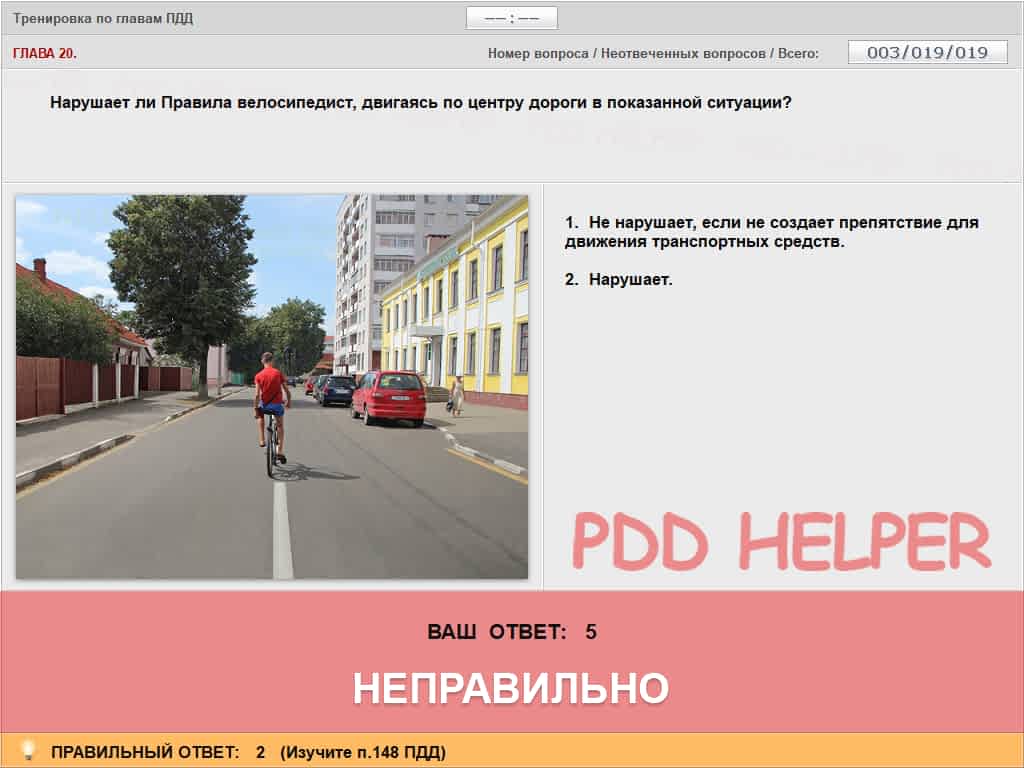 Тренировка по главам ПДД
—— : ——
ГЛАВА 20.
Номер вопроса / Неотвеченных вопросов / Всего:
003/019/019
Нарушает ли Правила велосипедист, двигаясь по центру дороги в показанной ситуации?
1. Не нарушает, если не создает препятствие для
движения транспортных средств.
2. Нарушает.
PDD HELPER
ВАШ ОТВЕТ: 5
НЕПРАВИЛЬНО
ПРАВИЛЬНЫЙ ОТВЕТ: 2 (Изучите п.148 ПДД)